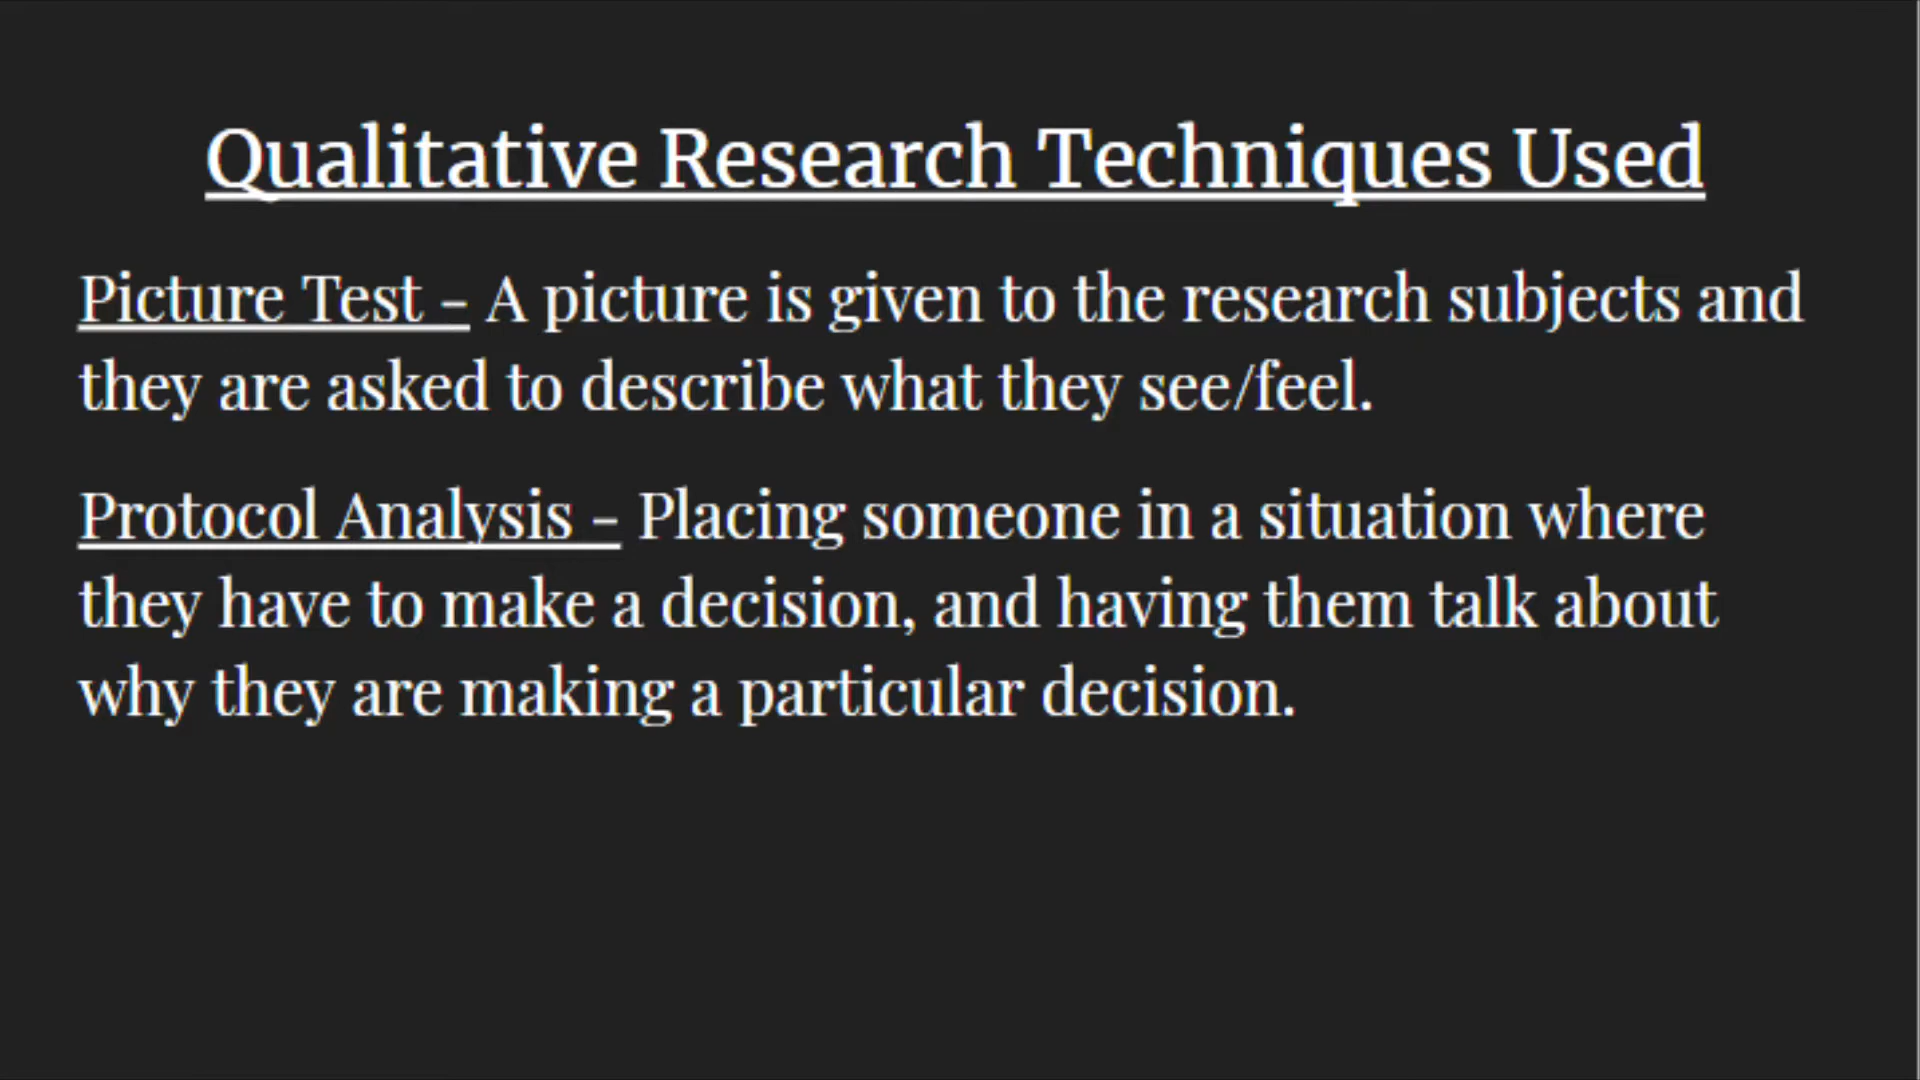 Qualitative Research Techniques Used
Picture Test - A picture is given to the research subjects and
they are asked to describe what they see/feel.
Protocol Analysis - Placing someone in a situation where
they have to make a decision, and having them talk about
why they are making a particular decision.